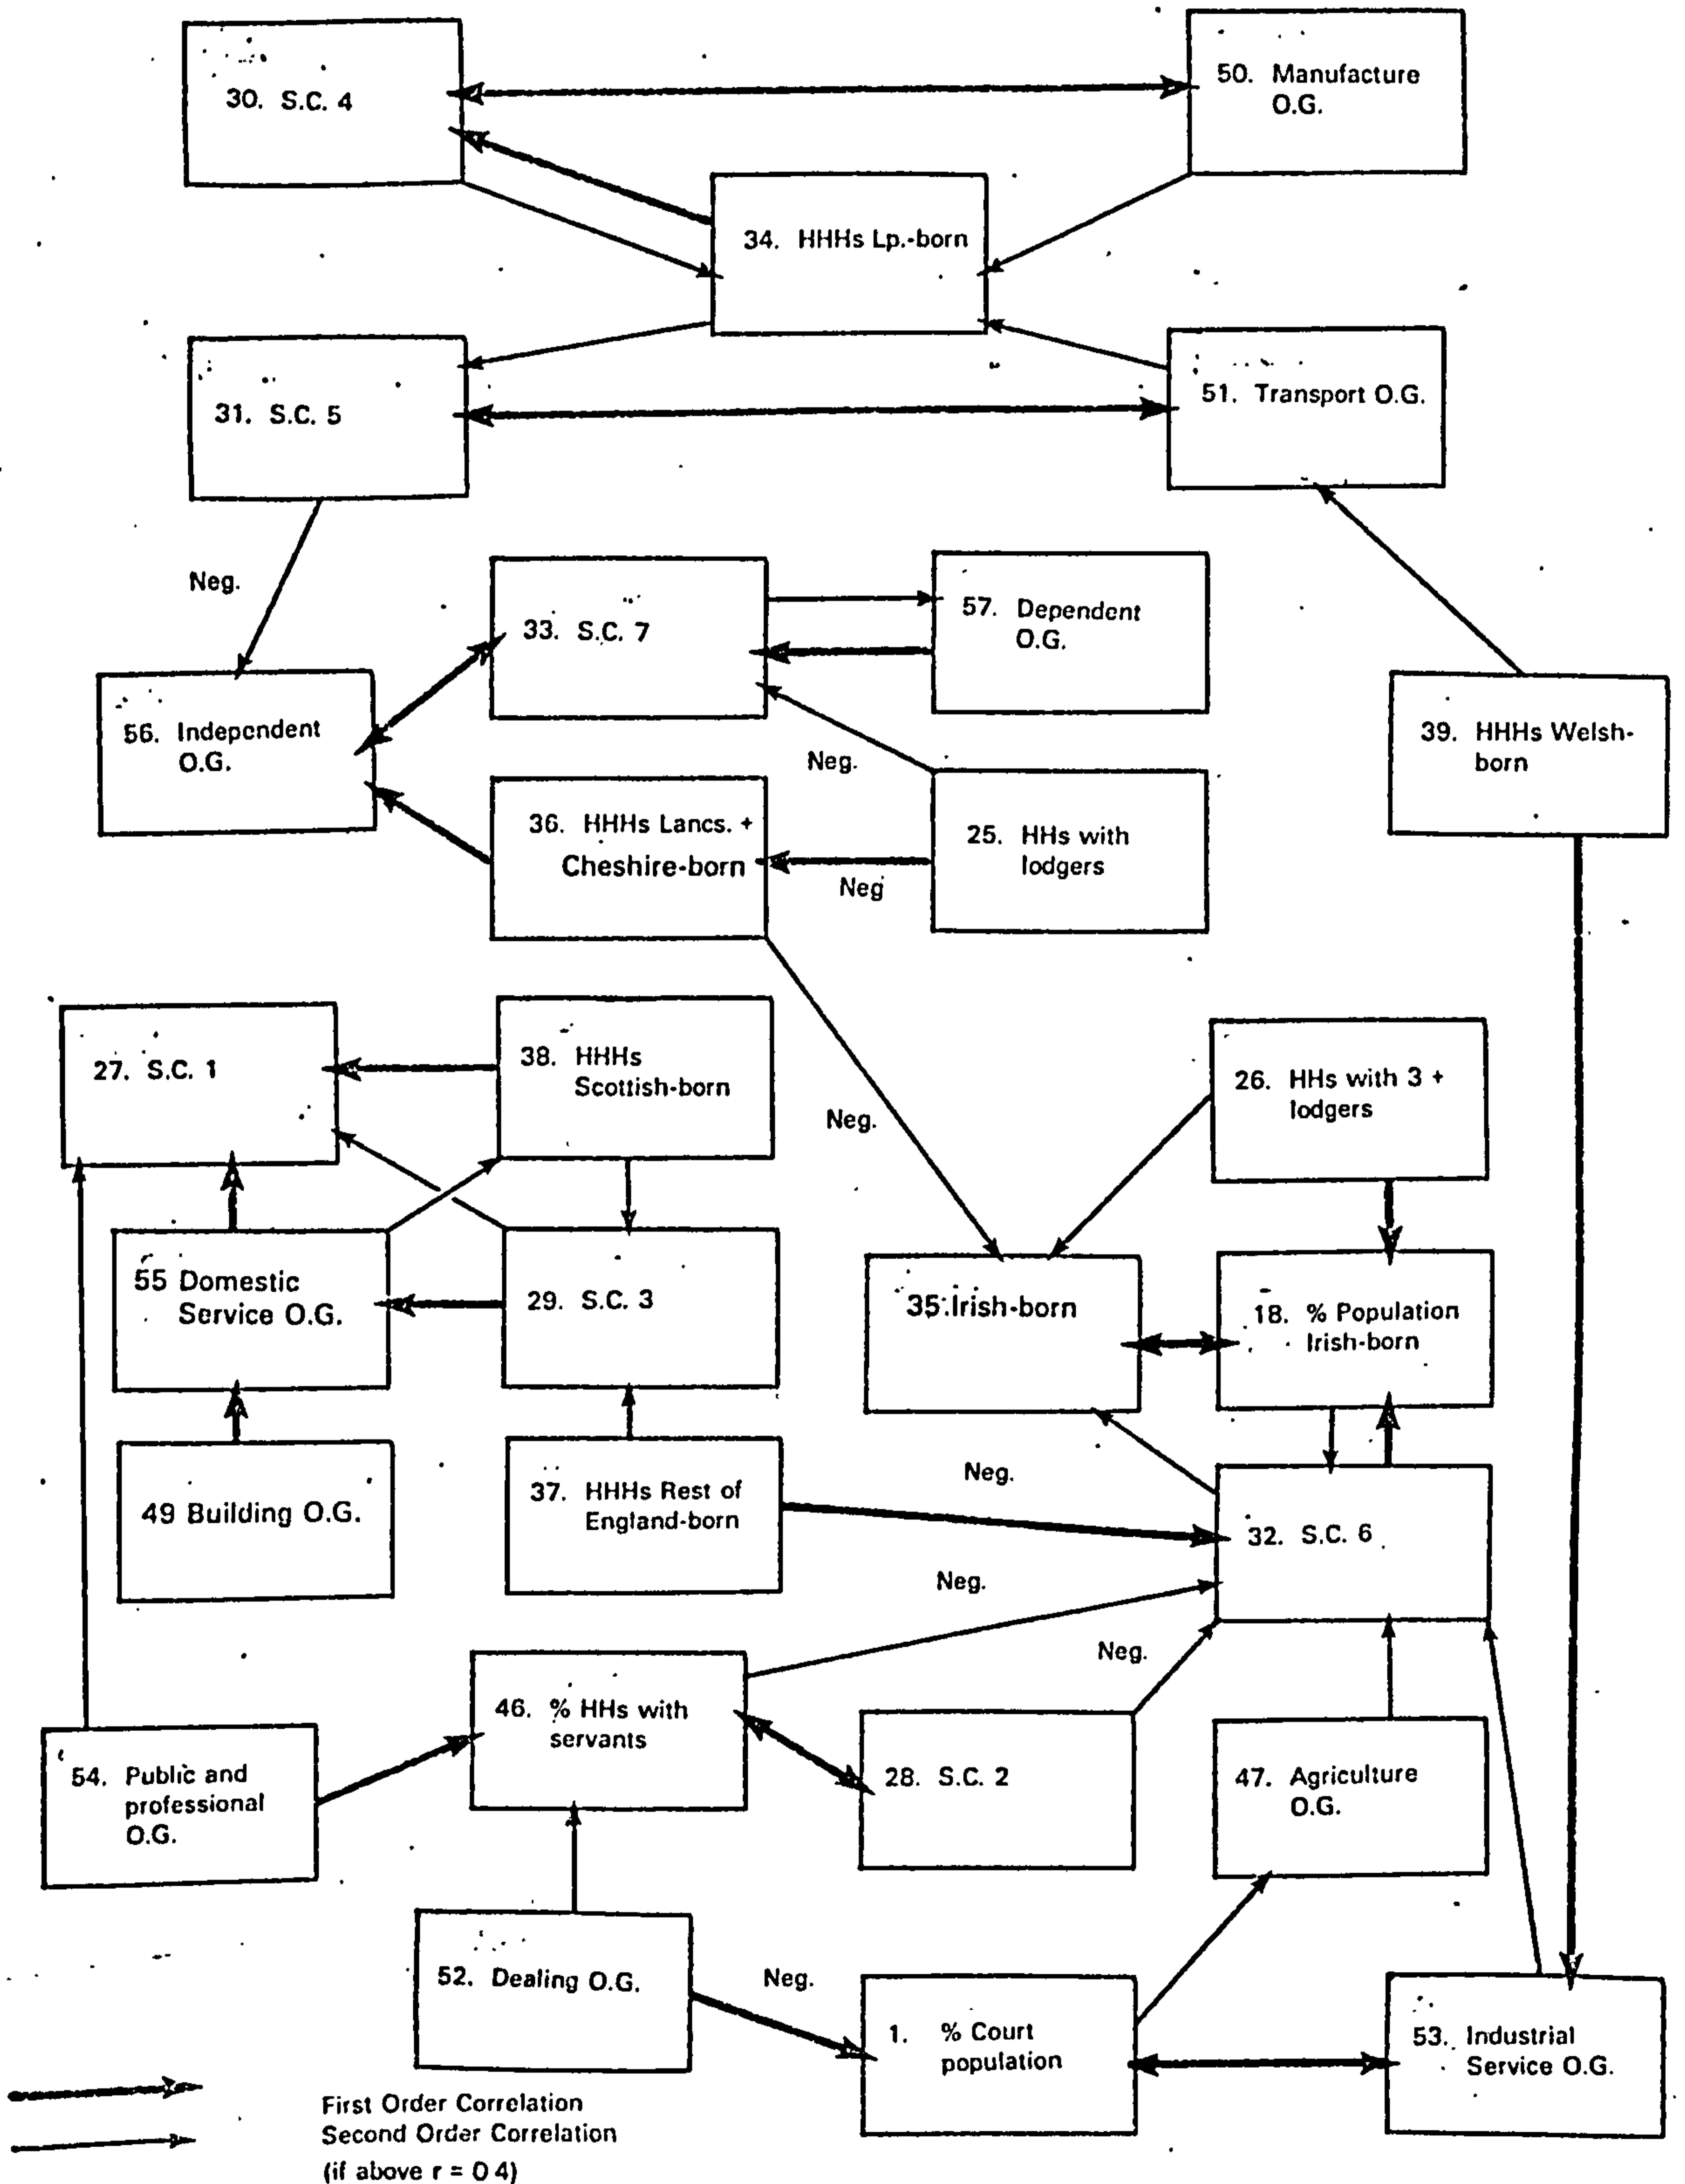 30. S.C. 4
50. Manufacture
O.G.
34. HHHs Lp.-born
31. S.C. 5
51. Transport O.G.
Neg.
33. S.C. 7
57. Dependent
O.G.
56. Independent
O.G.
39. HHHs Welsh-
born
Neg.
36. HHHs Lancs. +
Cheshire-born
25. HHs with
lodgers
Neg
27. S.C. 1
38. HHHs
Scottish-born
26. HHs with 3 +
lodgers
Neg.
55 Domestic
Service O.G.
29. S.C. 3
35. Irish-born
18. % Population
Irish-born
49 Building O.G.
37. HHHs Rest of
England-born
Neg.
32. S.C. 6
Neg.
Neg.
46. % HHs with
servants
54. Public and
professional
O.G.
28. S.C. 2
47. Agriculture
O.G.
52. Dealing O.G.
Neg.
1. % Court
population
53. Industrial
Service O.G.
First Order Correlation
Second Order Correlation
(if above r = 0 4)